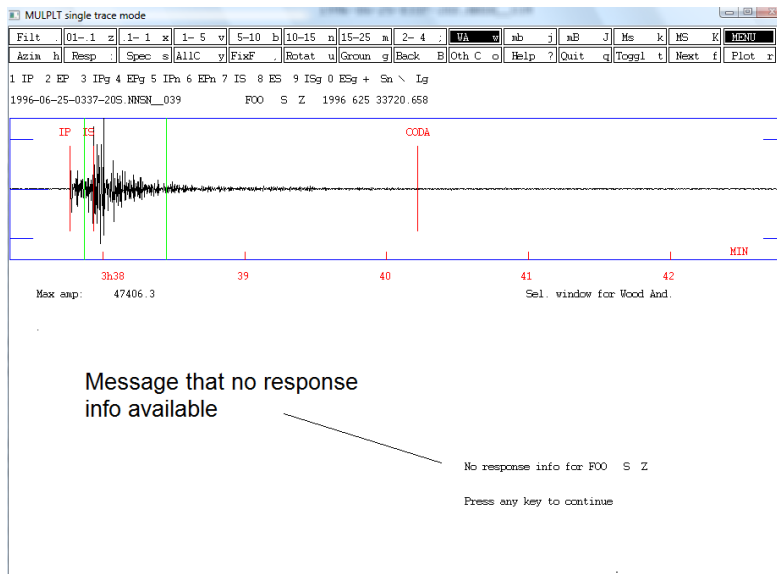 MULPLT single trace mode
Filt . 01-.1 z .1- 1 x 1- 5 v 5-10 b 10-15 n 15-25 m 2- 4 ; WA w mb j mB J Ms k MS K MENU
Azim h Resp : Spec s AllC y FixF , Rotat u Groun g Back B Oth C o Help ? Quit q Toggl t Next f Plot r
1 IP 2 EP 3 IPg 4 EPg 5 IPn 6 EPn 7 IS 8 ES 9 ISg 0 ESg + Sn \ Lg
1996-06-25-0337-20S.NNSN__039 FOO S Z 1996 625 33720.658
IP IS CODA
MIN
3h38 39 40 41 42
Max amp: 47406.3 Sel. window for Wood And.
Message that no response
info available
No response info for FOO S Z
Press any key to continue